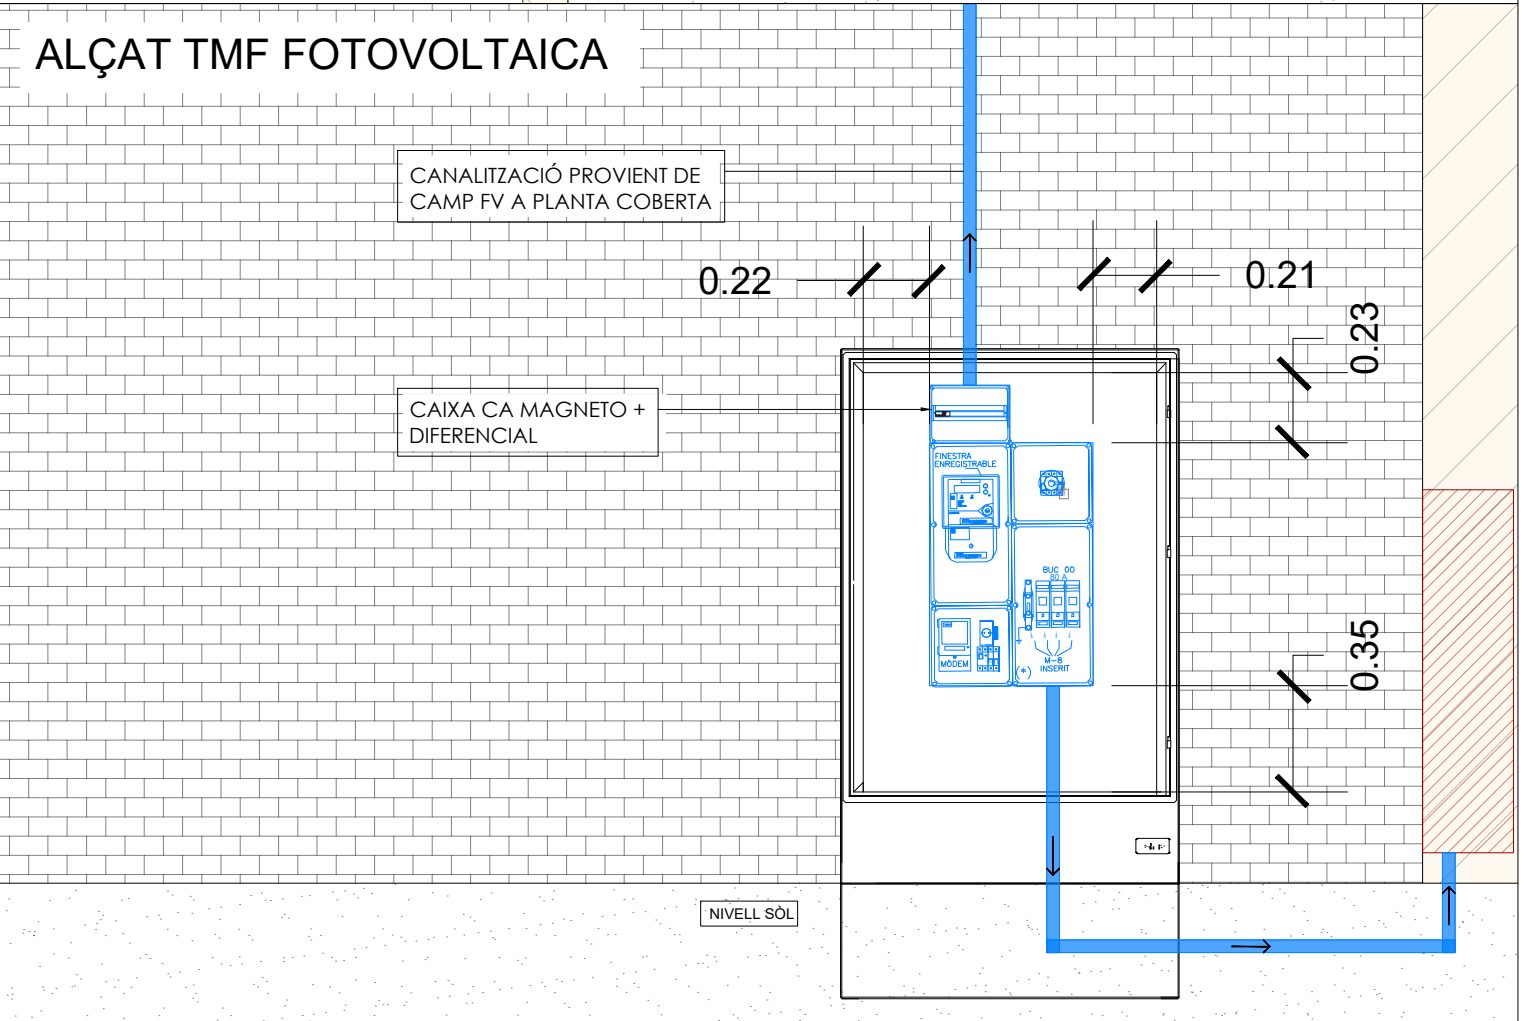 ALÇAT TMF FOTOVOLTAICA
CANALITZACIÓ PROVIENT DE
CAMP FV A PLANTA COBERTA
0.22
0.21
0.23
CAIXA CA MAGNETO +
DIFERENCIAL
FINESTRA
ENREGISTRABLE
BUC 00
80 A
0.35
MÒDEM
M-8
INSERIT
(*)
NIVELL SÒL